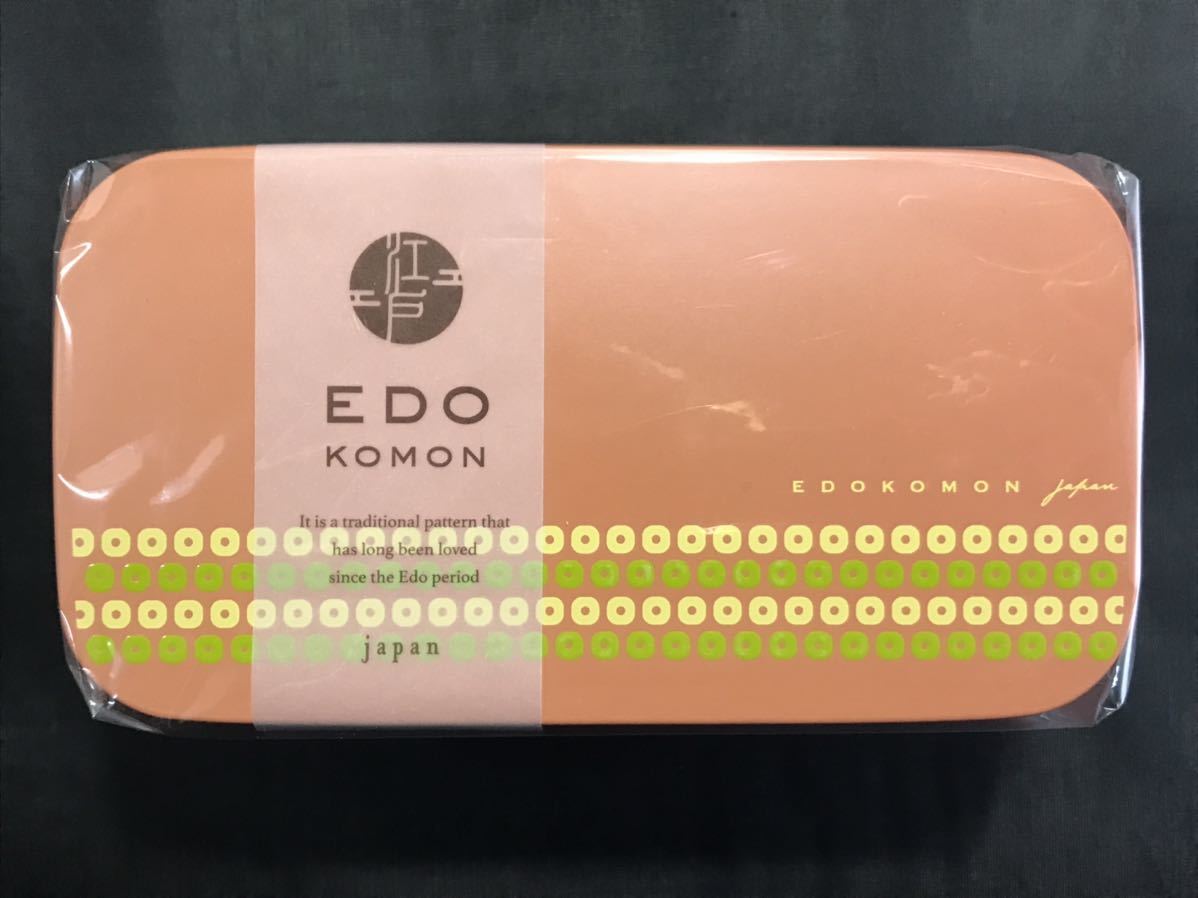 江戸
EDO
KOMON
It is a traditional pattern that
has long been loved
since the Edo period
japan
EDOKOMON japan